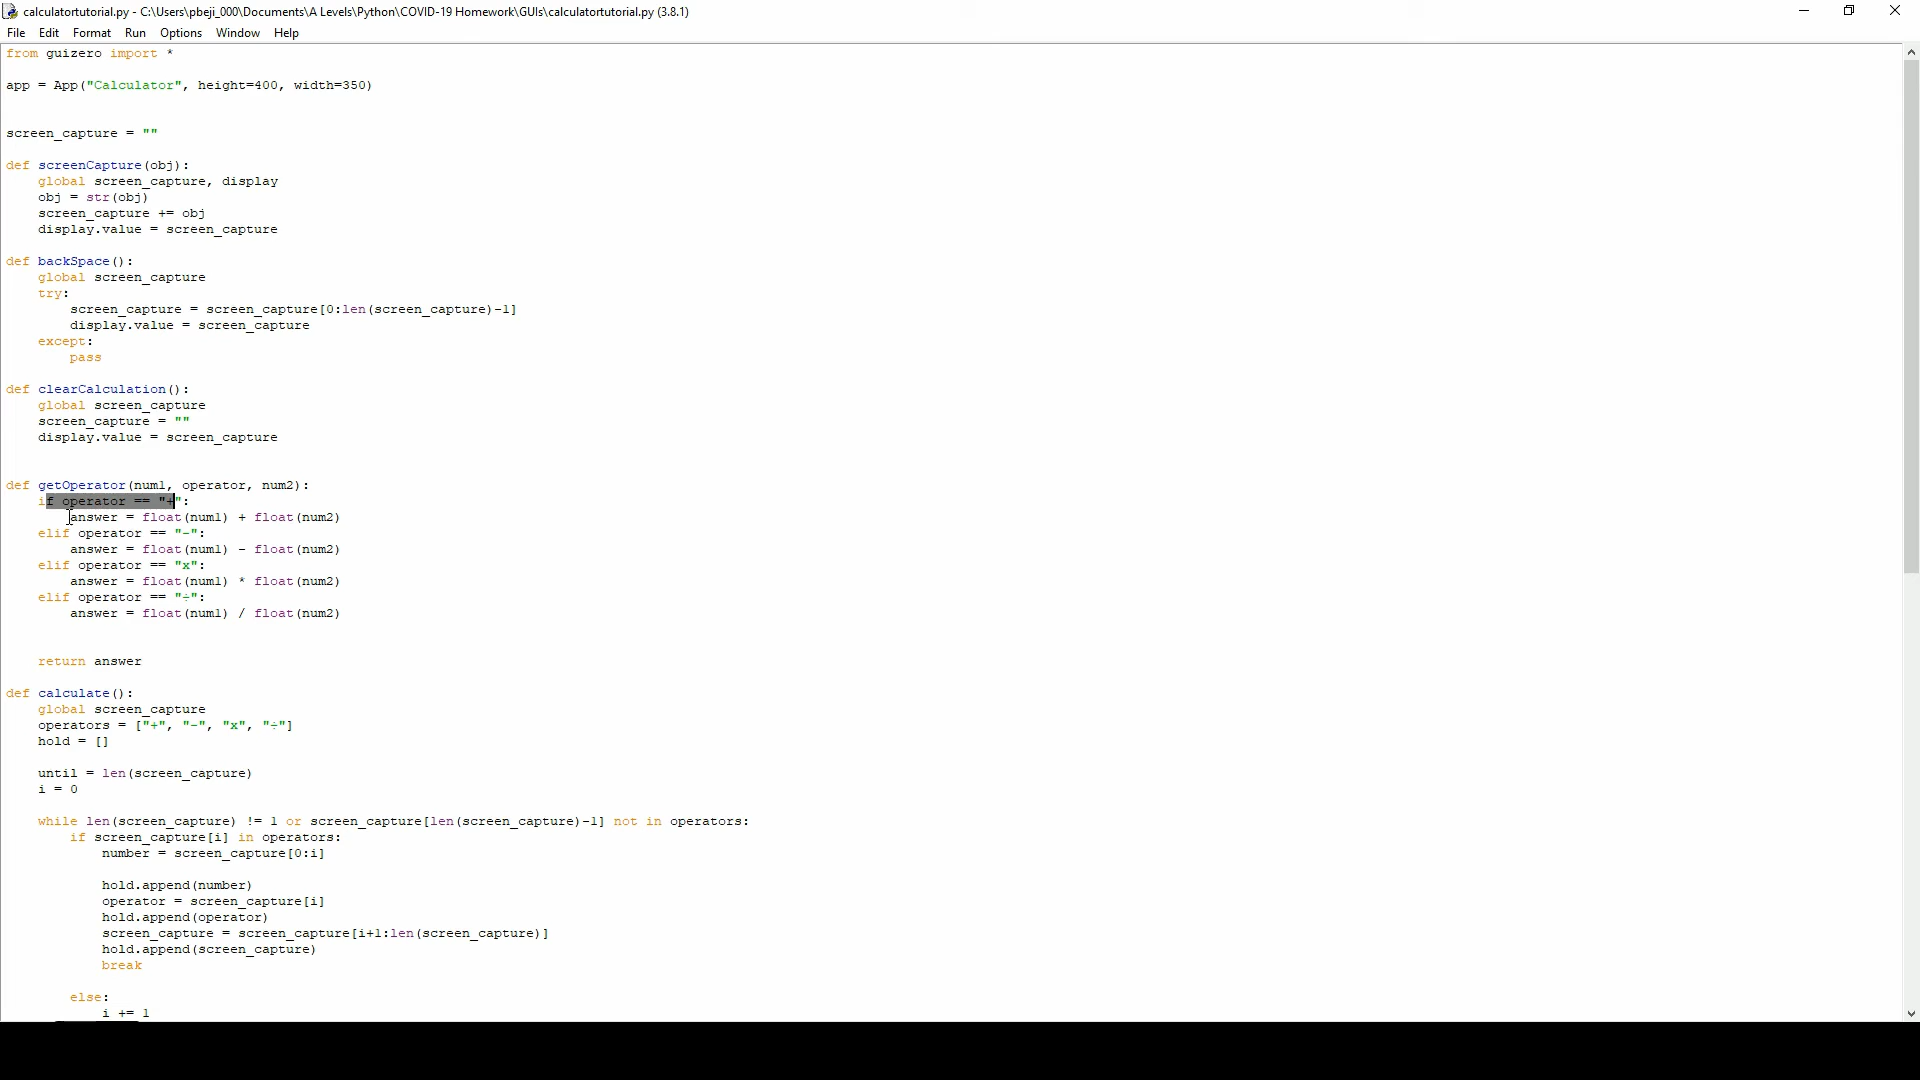 calculatortutorial.py - C:\Users\pbeji_000\Documents\A Levels\Python\COVID-19 Homework\GUIs\calculatortutorial.py (3.8.1)
File Edit Format Run Options Window Help
from guizero import *
app = App("Calculator", height=400, width=350)
screen_capture = ""
def screenCapture(obj):
    global screen_capture, display
    obj = str(obj)
    screen_capture += obj
    display.value = screen_capture
def backSpace():
    global screen_capture
    try:
        screen_capture = screen_capture[0:len(screen_capture)-1]
        display.value = screen_capture
    except:
        pass
def clearCalculation():
    global screen_capture
    screen_capture = ""
    display.value = screen_capture
def getOperator(num1, operator, num2):
    if operator == "+":
        answer = float(num1) + float(num2)
    elif operator == "-":
        answer = float(num1) - float(num2)
    elif operator == "x":
        answer = float(num1) * float(num2)
    elif operator == "÷":
        answer = float(num1) / float(num2)
    return answer
def calculate():
    global screen_capture
    operators = ["+", "-", "x", "÷"]
    hold = []
    until = len(screen_capture)
    i = 0
    while len(screen_capture) != 1 or screen_capture[len(screen_capture)-1] not in operators:
        if screen_capture[i] in operators:
            number = screen_capture[0:i]
            hold.append(number)
            operator = screen_capture[i]
            hold.append(operator)
            screen_capture = screen_capture[i+1:len(screen_capture)]
            hold.append(screen_capture)
            break
        else:
            i += 1